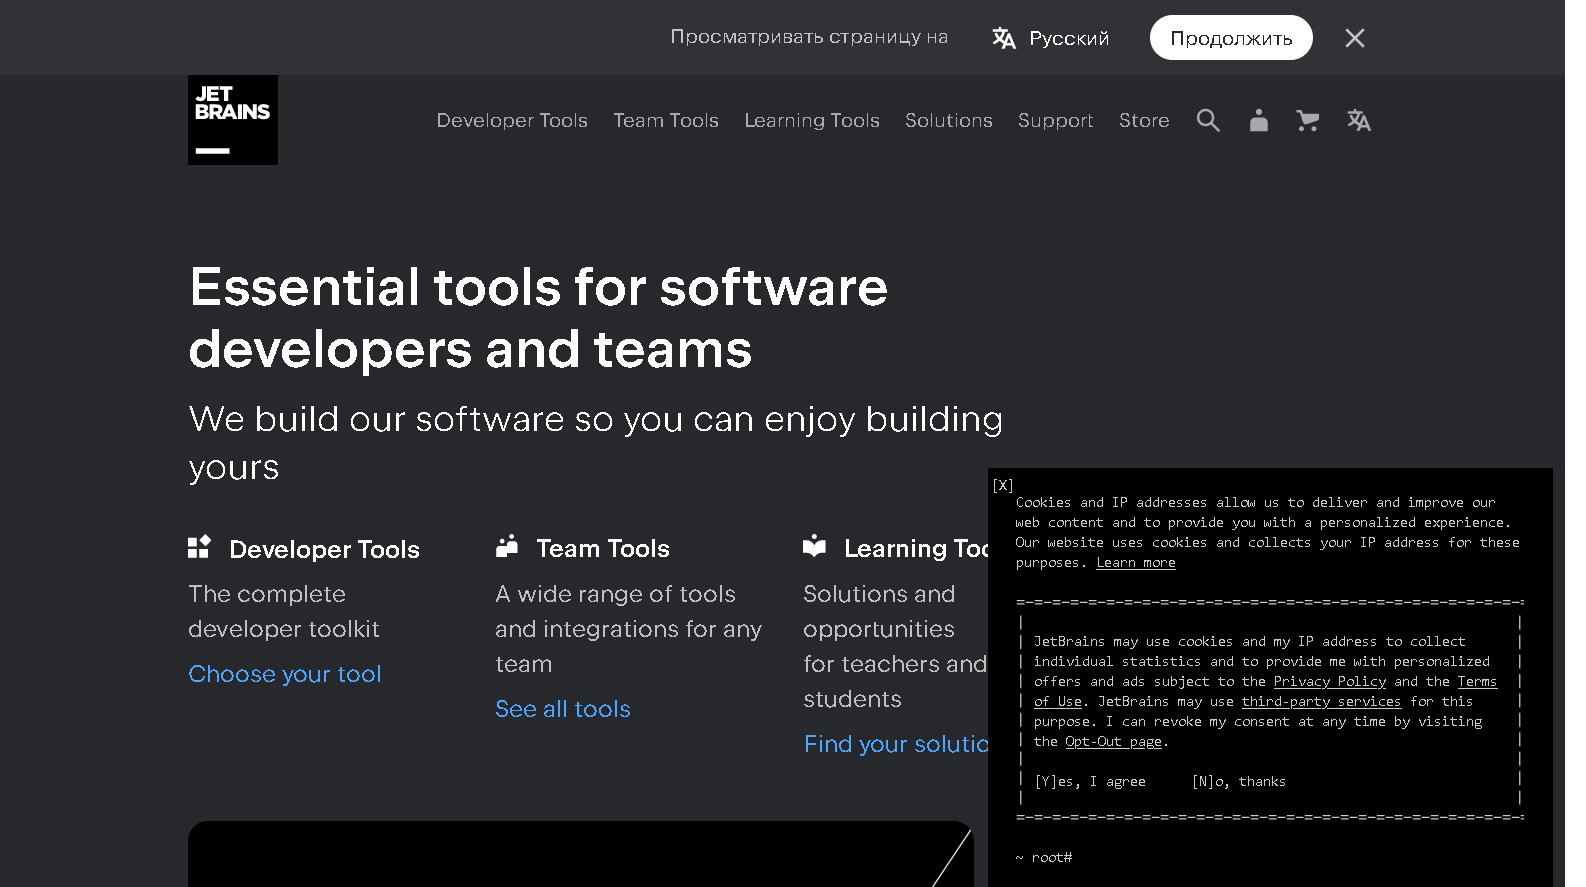 Просматривать страницу на
Русский
Продолжить
JET
BRAINS
Developer Tools
Team Tools
Learning Tools
Solutions
Support
Store
Essential tools for software
developers and teams
We build our software so you can enjoy building
yours
Developer Tools
The complete
developer toolkit
Choose your tool
Team Tools
A wide range of tools
and integrations for any
team
See all tools
Learning
Solutions and
opportunities
for teachers and
students
Find your
[X]
Cookies and IP addresses allow us to deliver and improve our
web content and to provide you with a personalized experience.
Our website uses cookies and collects your IP address for these
purposes. Learn more
JetBrains may use cookies and my IP address to collect
individual statistics and to provide me with personalized
offers and ads subject to the Privacy Policy and the Terms
of Use. JetBrains may use third-party services for this
purpose. I can revoke my consent at any time by visiting
the Opt-Out page.
[Y]es, I agree [N]o, thanks
~ root#